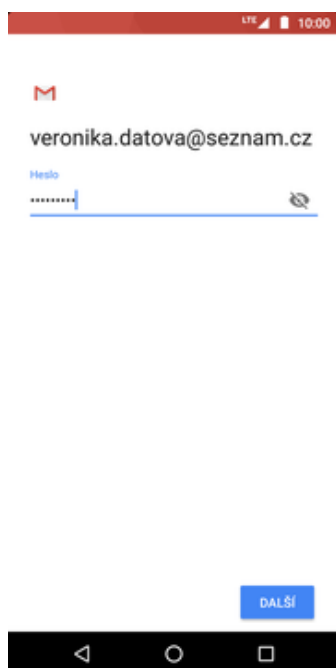 LTE 10:00
veronika.datova@seznam.cz
Heslo
•••••••••
DALŠÍ